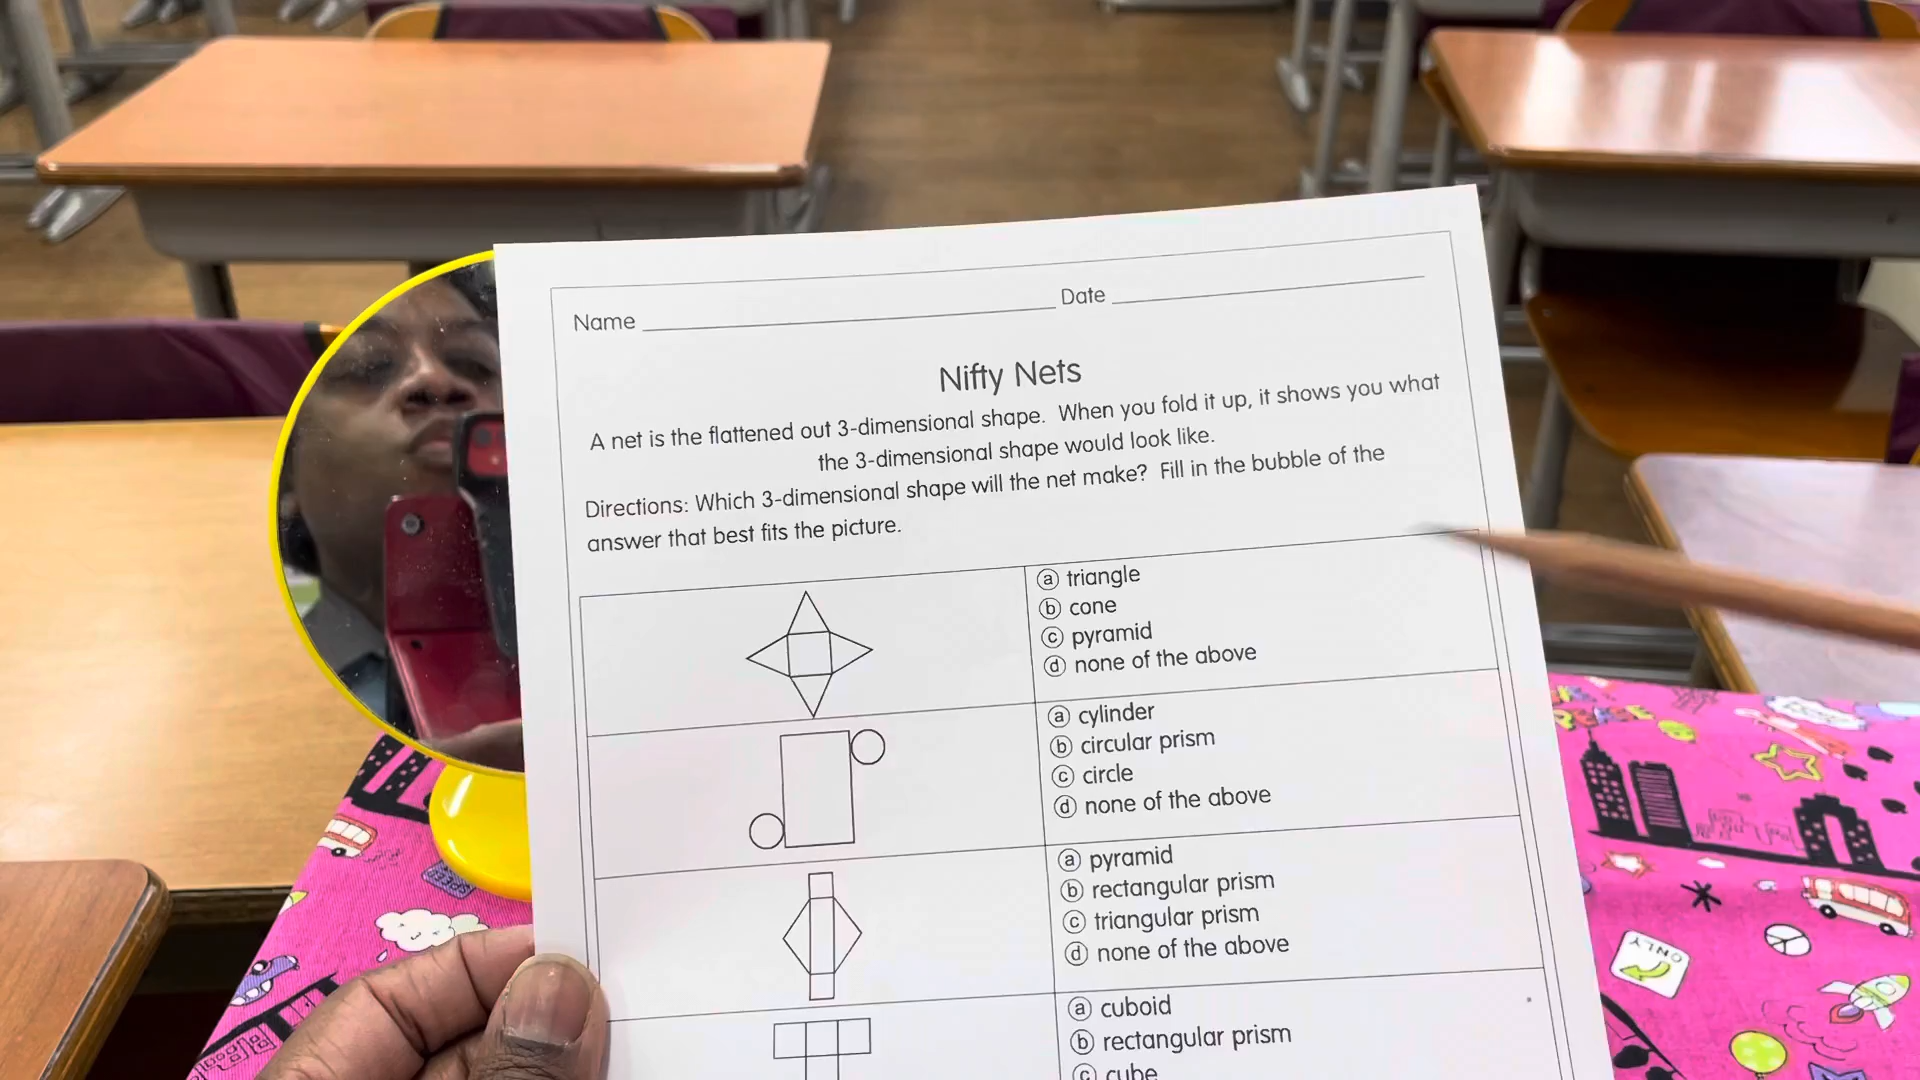 Name Date
Nifty Nets
A net is the flattened out 3-dimensional shape. When you fold it up, it shows you what
the 3-dimensional shape would look like.
Directions: Which 3-dimensional shape will the net make? Fill in the bubble of the
answer that best fits the picture.
a triangle
b cone
c pyramid
d none of the above
a cylinder
b circular prism
c circle
d none of the above
a pyramid
b rectangular prism
c triangular prism
d none of the above
a cuboid
b rectangular prism
c cube
ONLY